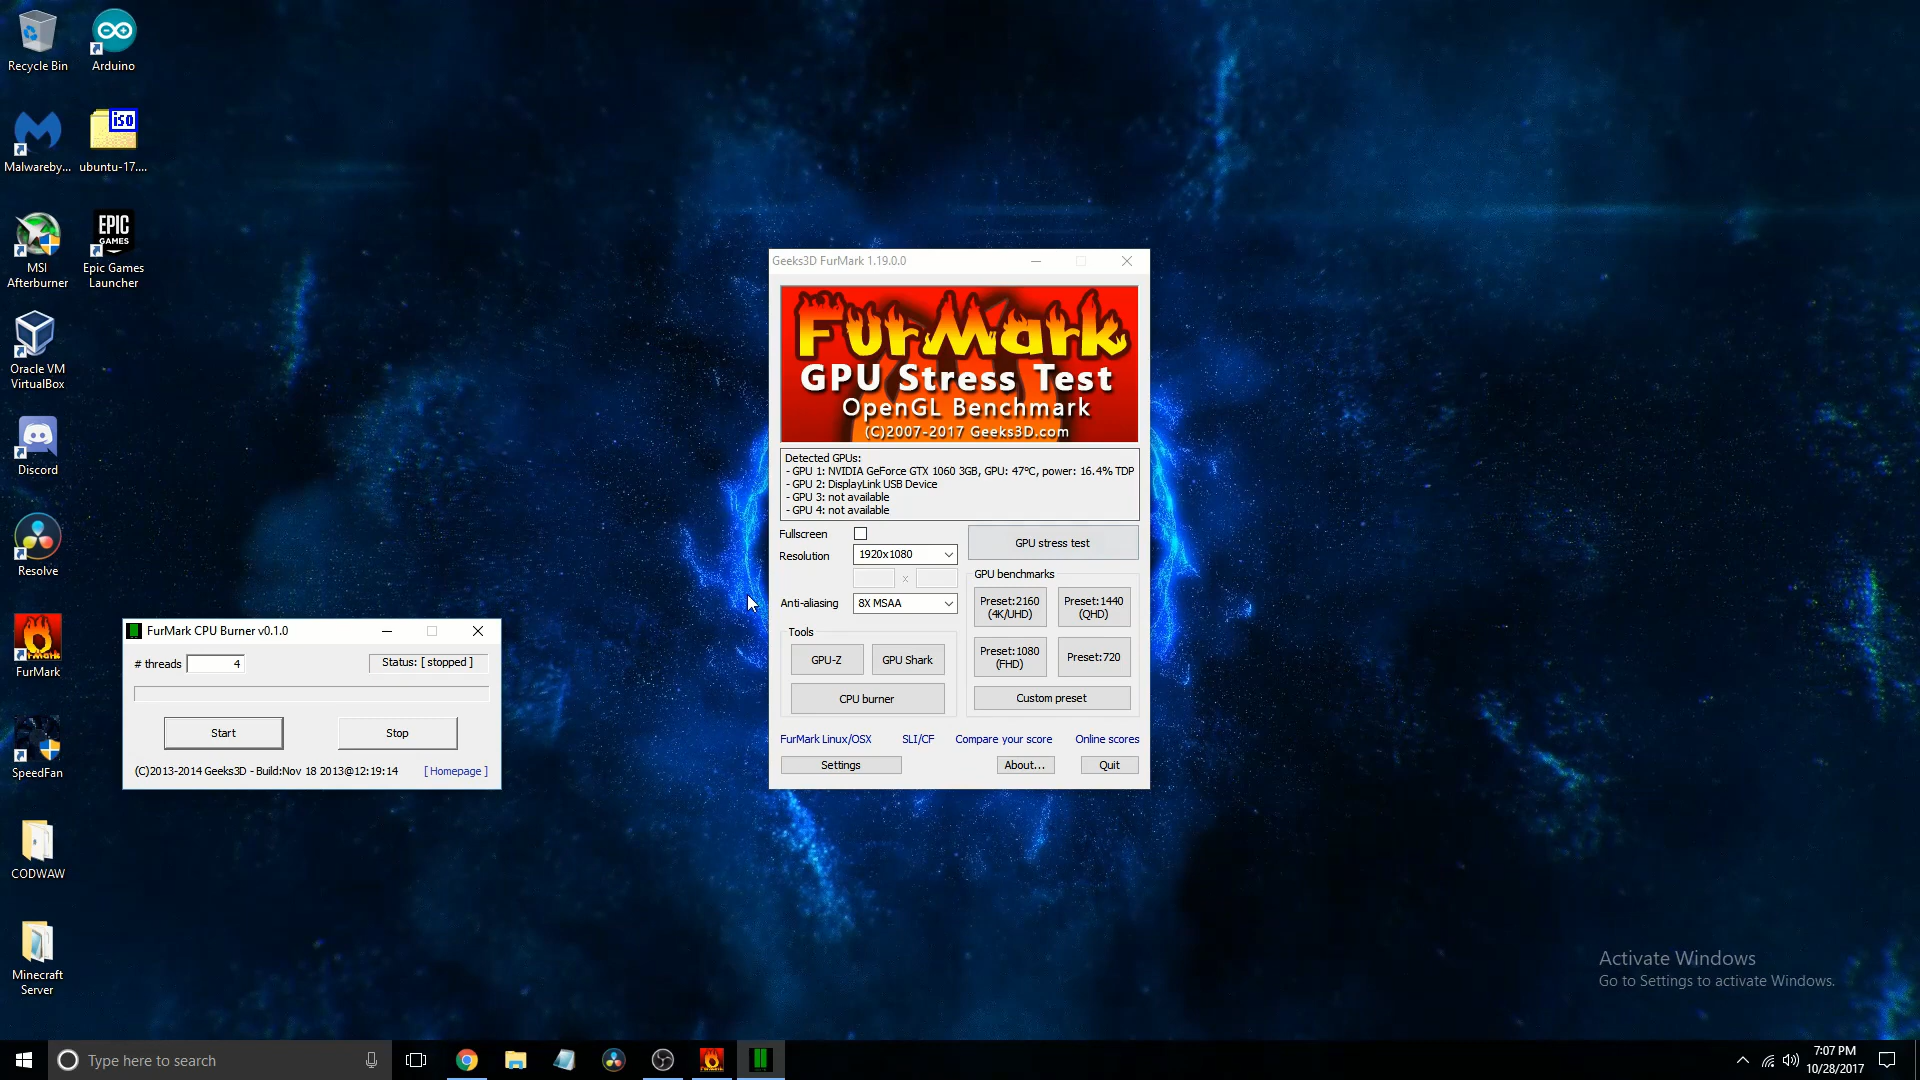 Recycle Bin
Arduino
Malwareby...
iso
ubuntu-17....
MSI
Afterburner
EPIC
GAMES
Epic Games
Launcher
Oracle VM
VirtualBox
Discord
Resolve
FurMark
SpeedFan
CODWAW
Minecraft
Server
FurMark CPU Burner v0.1.0
# threads 4 Status: [ stopped ]
Start Stop
(C)2013-2014 Geeks3D - Build:Nov 18 2013@12:19:14 [ Homepage ]
Geeks3D FurMark 1.19.0.0
FurMark
GPU Stress Test
OpenGL Benchmark
(C)2007-2017 Geeks3D.com
Detected GPUs:
- GPU 1: NVIDIA GeForce GTX 1060 3GB, GPU: 47°C, power: 16.4% TDP
- GPU 2: DisplayLink USB Device
- GPU 3: not available
- GPU 4: not available
Fullscreen
Resolution 1920x1080
x
Anti-aliasing 8X MSAA
GPU stress test
GPU benchmarks
Preset:2160
(4K/UHD)
Preset:1440
(QHD)
Preset:1080
(FHD)
Preset:720
Custom preset
Tools
GPU-Z GPU Shark
CPU burner
FurMark Linux/OSX SLI/CF Compare your score Online scores
Settings About... Quit
Activate Windows
Go to Settings to activate Windows.
Type here to search
7:07 PM
10/28/2017